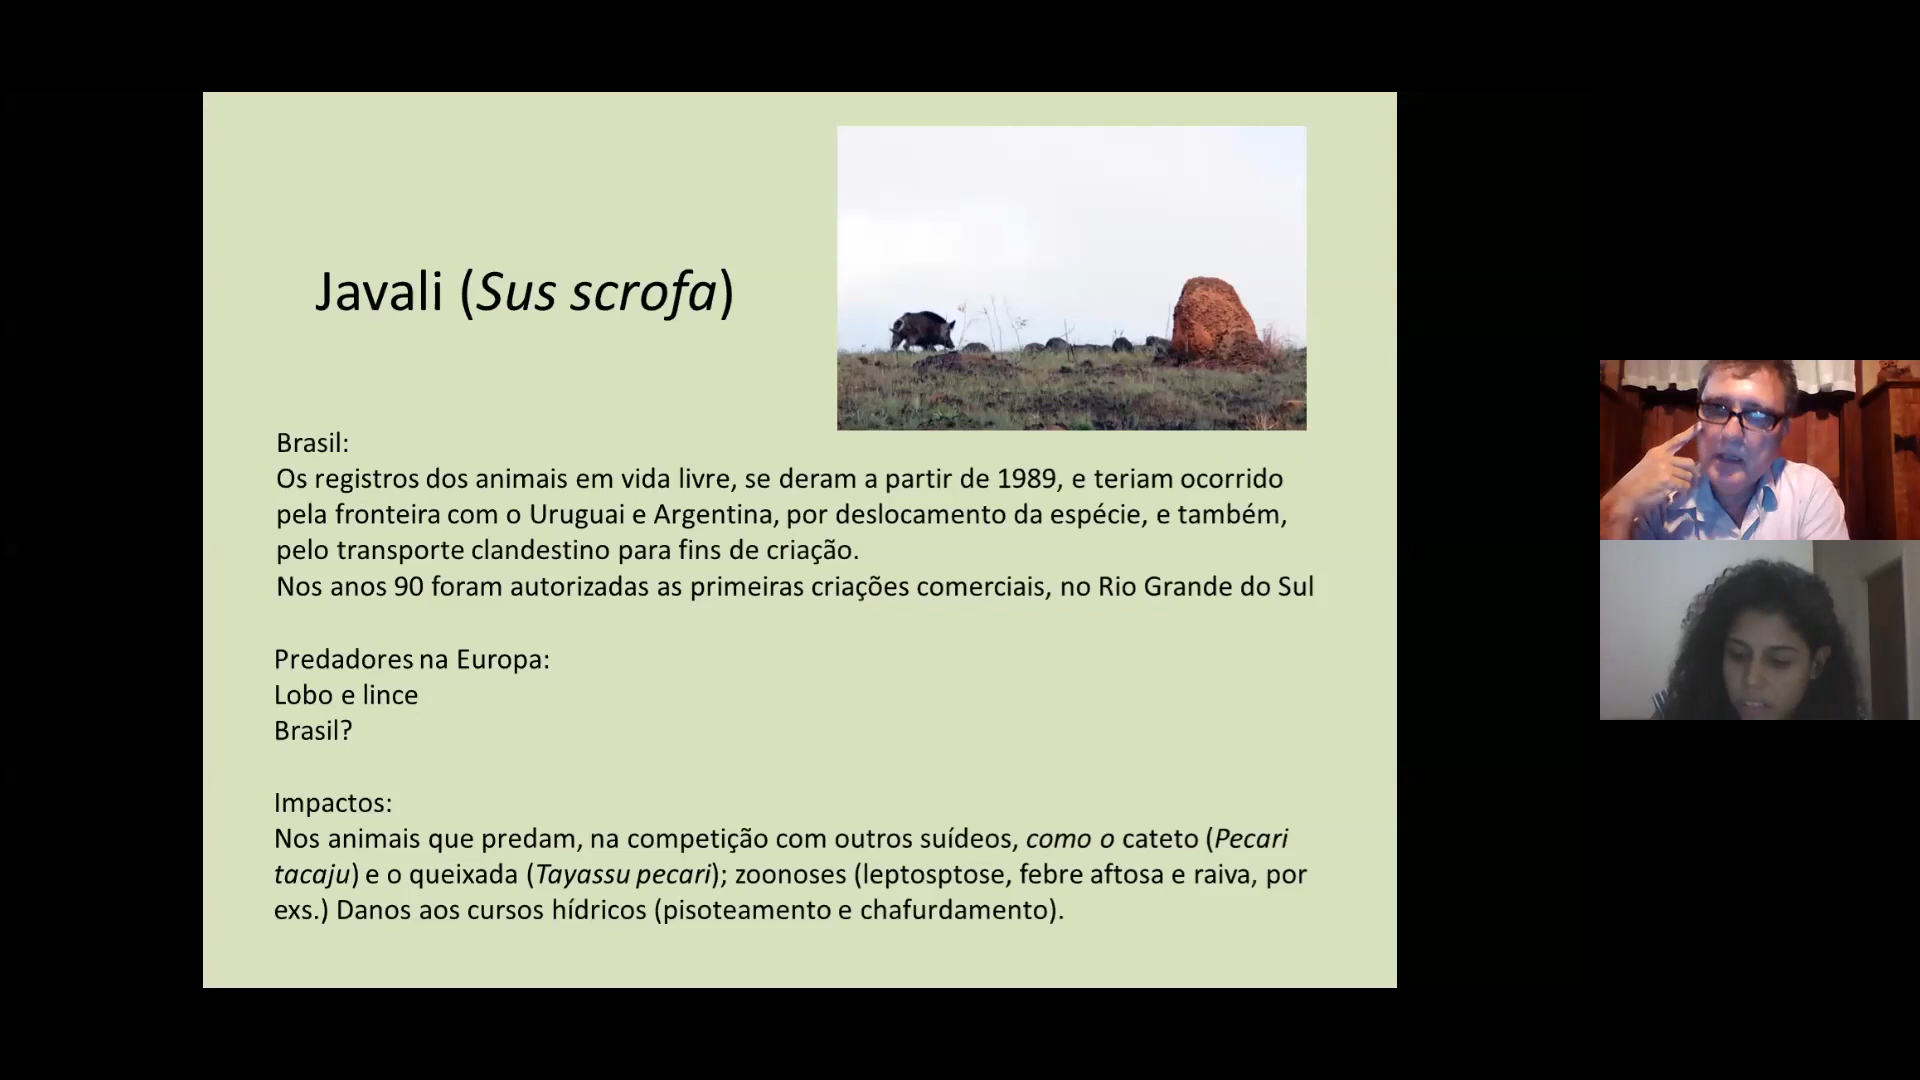 Javali (Sus scrofa)
Brasil:
Os registros dos animais em vida livre, se deram a partir de 1989, e teriam ocorrido
pela fronteira com o Uruguai e Argentina, por deslocamento da espécie, e também,
pelo transporte clandestino para fins de criação.
Nos anos 90 foram autorizadas as primeiras criações comerciais, no Rio Grande do Sul
Predadores na Europa:
Lobo e lince
Brasil?
Impactos:
Nos animais que predam, na competição com outros suídeos, como o cateto (Pecari
tacaju) e o queixada (Tayassu pecari); zoonoses (leptosptose, febre aftosa e raiva, por
exs.) Danos aos cursos hídricos (pisoteamento e chafurdamento).